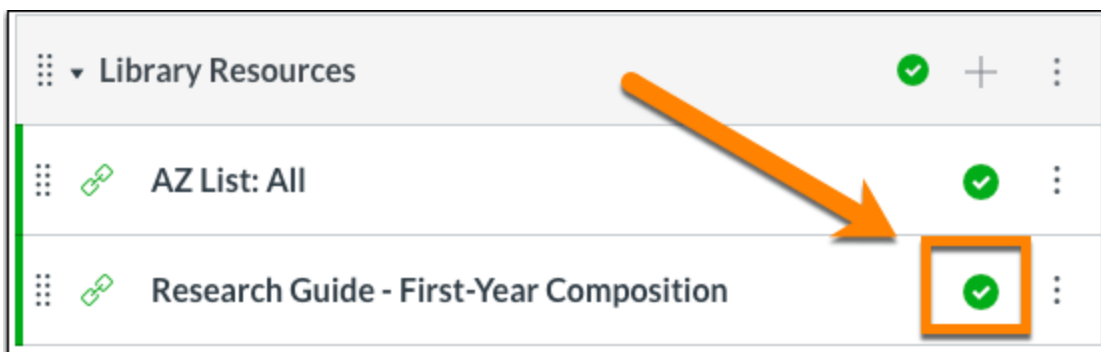 Library Resources
AZ List: All
Research Guide - First-Year Composition